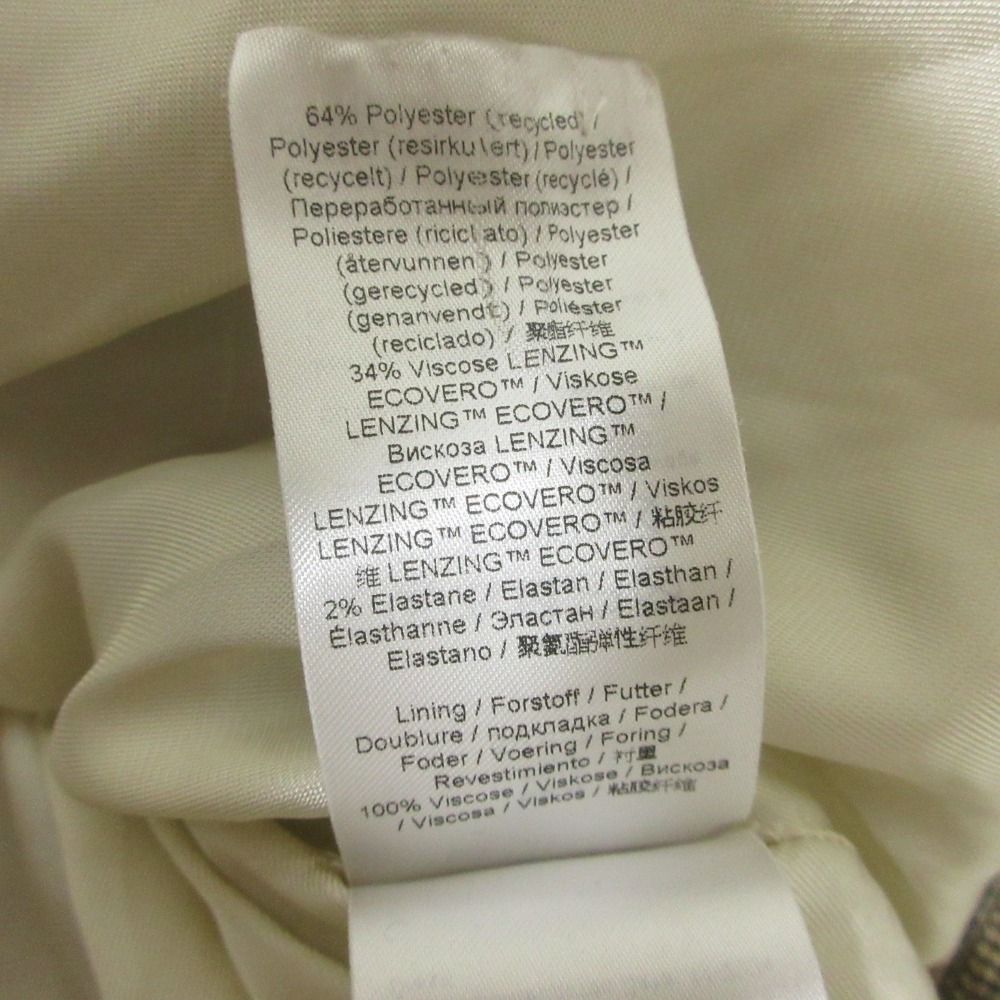 64% Polyester (recycled) /
Polyester (resirkulert) / Polyester
(recycelt) / Polyester (recyclé) /
Переработанный полиэстер /
Poliestere (riciclato) / Polyester
(återvunnen) / Polyester
(gerecycled) / Polyester
(genanvendt) / Poliéster
(reciclado) / 聚脂纤维
34% Viscose LENZING™
ECOVERO™ / Viskose
LENZING™ ECOVERO™ /
Вискоза LENZING™
ECOVERO™ / Viscosa
LENZING™ ECOVERO™ / Viskos
LENZING™ ECOVERO™ / 粘胶纤
维 LENZING™ ECOVERO™
2% Elastane / Elastan / Elasthan /
Élasthanne / Эластан / Elastaan /
Elastano / 聚氨酯弹性纤维
Lining / Forstoff / Futter /
Doublure / подкладка / Fodera /
Foder / Voering / Foring /
Revestimiento / 衬里
100% Viscose / Viskose / Вискоза
/ Viscosa / Viskos / 粘胶纤维